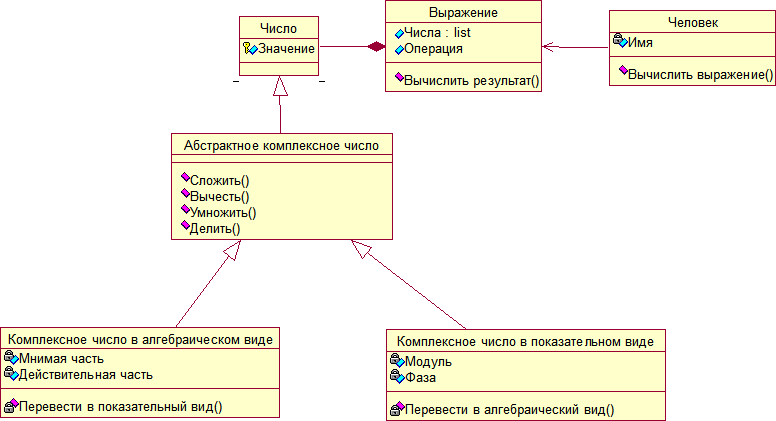 Число
Значение
Выражение
Числа : list
Операция
Вычислить результат()
Человек
Имя
Вычислить выражение()
Абстрактное комплексное число
Сложить()
Вычесть()
Умножить()
Делить()
Комплексное число в алгебраическом виде
Мнимая часть
Действительная часть
Перевести в показательный вид()
Комплексное число в показательном виде
Модуль
Фаза
Перевести в алгебраический вид()